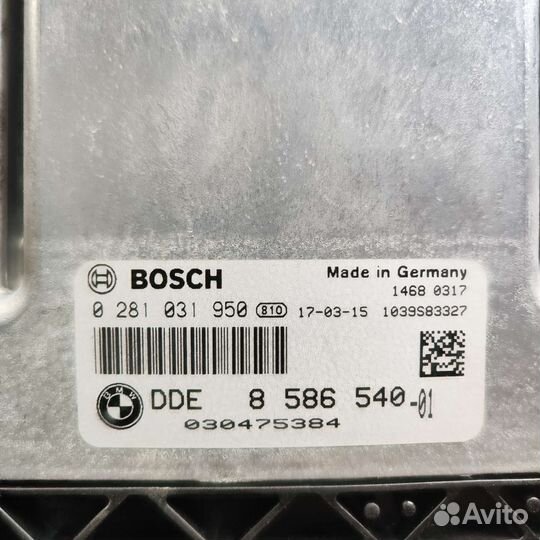 BOSCH
Made in Germany
1468 0317
0 281 031 950 810 17-03-15 1039S83327
BMW
DDE 8 586 540-01
030475384
Avito